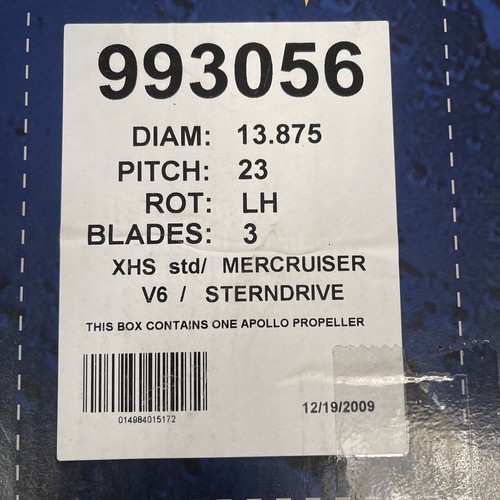 993056
DIAM: 13.875
PITCH: 23
ROT: LH
BLADES: 3
XHS std/ MERCRUISER
V6 / STERNDRIVE
THIS BOX CONTAINS ONE APOLLO PROPELLER
12/19/2009
014984015172